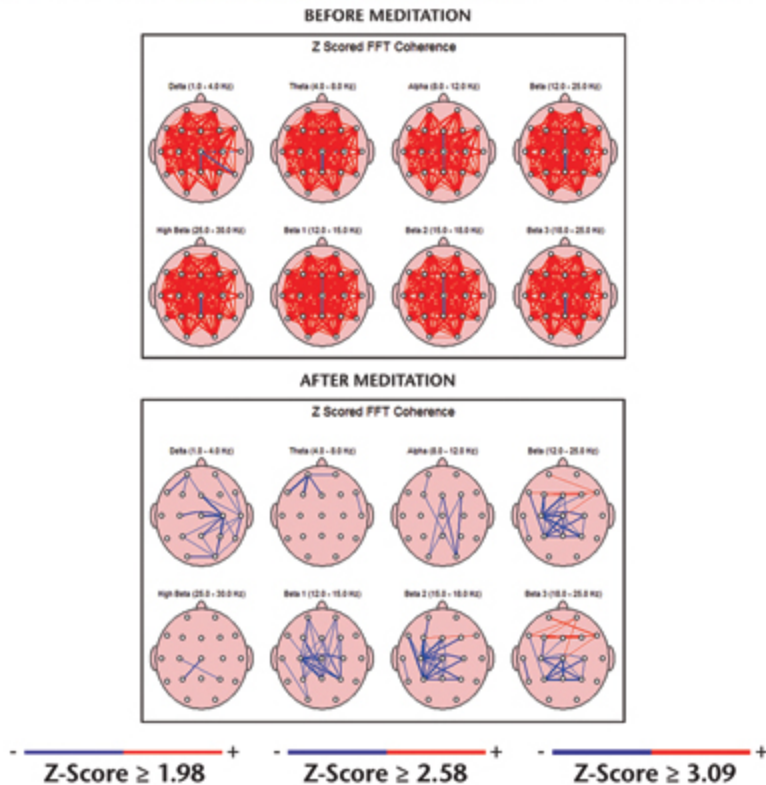 BEFORE MEDITATION
Z Scored FFT Coherence
Delta (1.0 - 4.0 Hz) Theta (4.0 - 8.0 Hz) Alpha (8.0 - 12.0 Hz) Beta (12.0 - 25.0 Hz)
High Beta (25.0 - 30.0 Hz) Beta 1 (12.0 - 15.0 Hz) Beta 2 (15.0 - 18.0 Hz) Beta 3 (18.0 - 25.0 Hz)
AFTER MEDITATION
Z Scored FFT Coherence
Delta (1.0 - 4.0 Hz) Theta (4.0 - 8.0 Hz) Alpha (8.0 - 12.0 Hz) Beta (12.0 - 25.0 Hz)
High Beta (25.0 - 30.0 Hz) Beta 1 (12.0 - 15.0 Hz) Beta 2 (15.0 - 18.0 Hz) Beta 3 (18.0 - 25.0 Hz)
- + - + - +
Z-Score ≥ 1.98 Z-Score ≥ 2.58 Z-Score ≥ 3.09